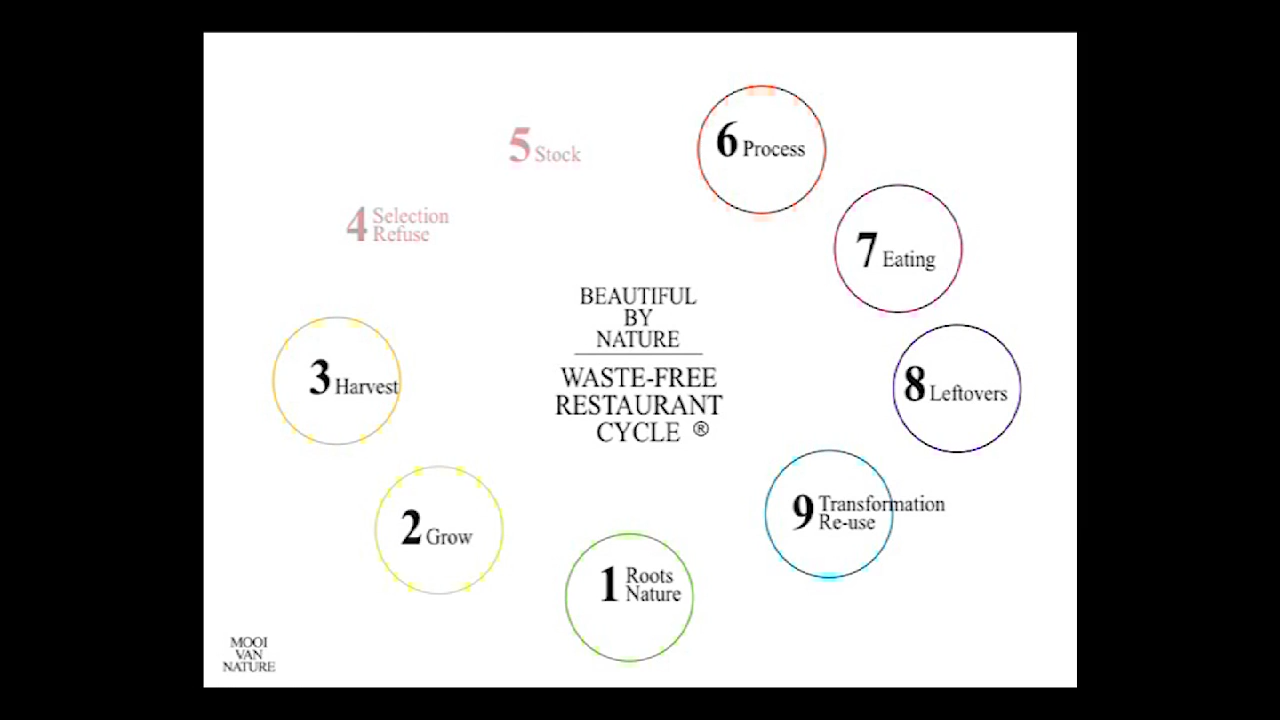 6 Process
5 Stock
4 Selection
Refuse
7 Eating
BEAUTIFUL
BY
NATURE
WASTE-FREE
RESTAURANT
CYCLE ®
3 Harvest
8 Leftovers
9 Transformation
Re-use
2 Grow
1 Roots
Nature
MOOI
VAN
NATURE